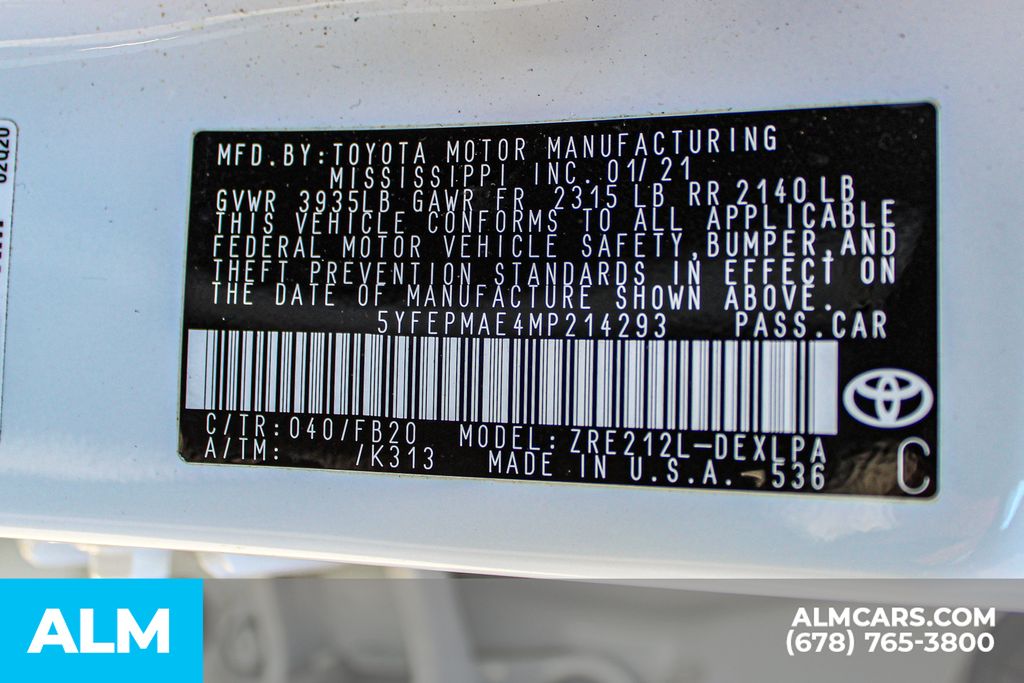 02Q20
MFD.BY:TOYOTA MOTOR MANUFACTURING
MISSISSIPPI INC. 01/21
GVWR 3935LB GAWR FR 2315 LB RR 2140LB
THIS VEHICLE CONFORMS TO ALL APPLICABLE
FEDERAL MOTOR VEHICLE SAFETY,BUMPER,AND
THEFT PREVENTION STANDARDS IN EFFECT ON
THE DATE OF MANUFACTURE SHOWN ABOVE.
5YFEPMAE4MP214293 PASS.CAR
C/TR:040/FB20 MODEL:ZRE212L-DEXLPA
A/TM: /K313 MADE IN U.S.A. 536
C
ALM
ALMCARS.COM
(678) 765-3800